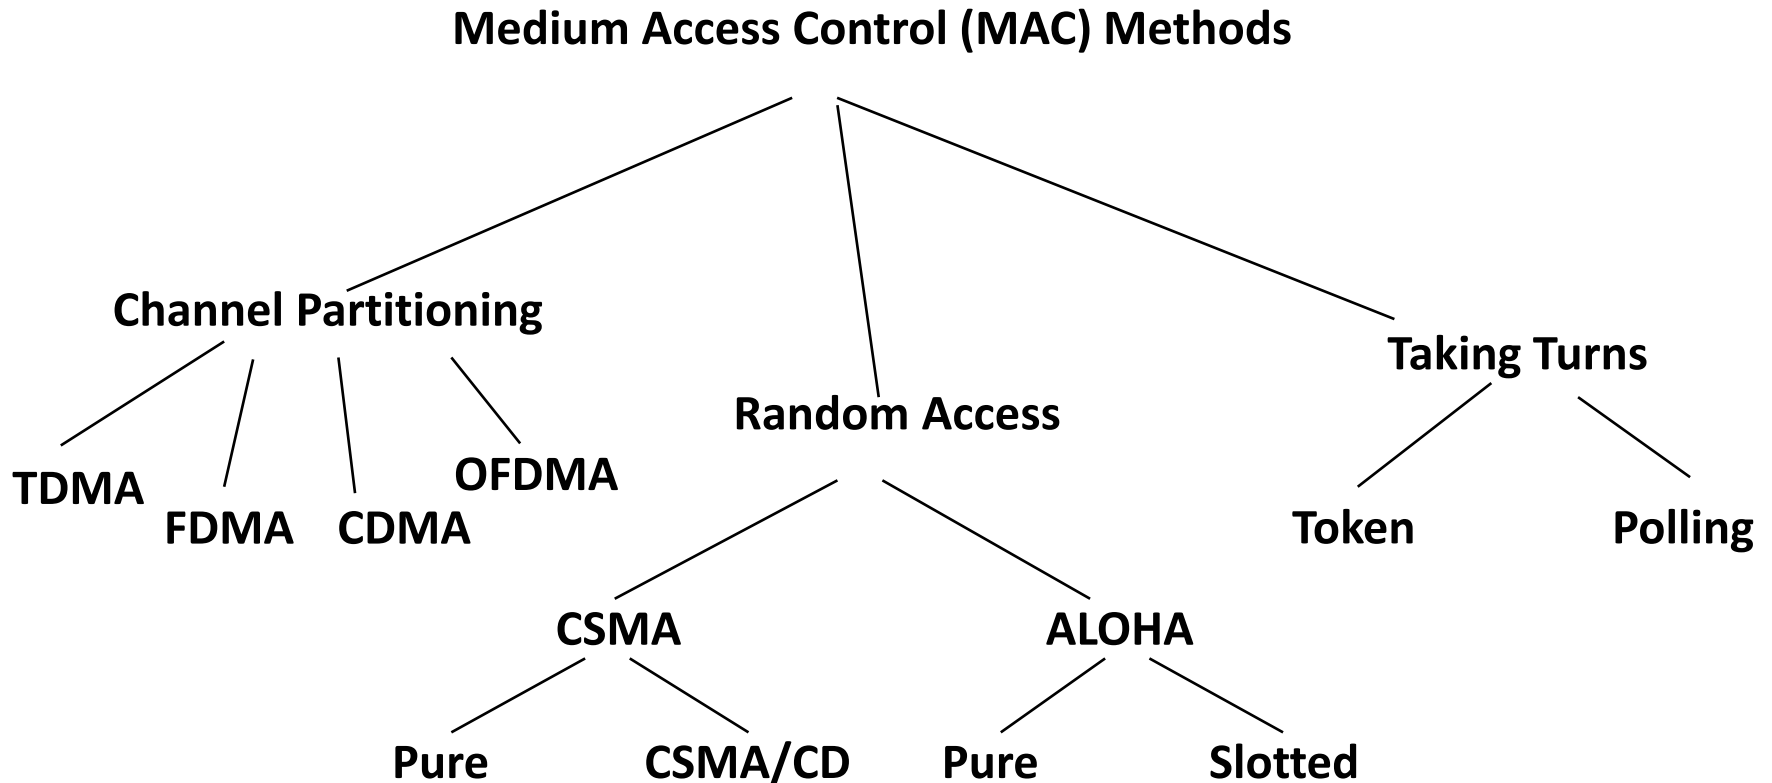 Medium Access Control (MAC) Methods
Channel Partitioning
Taking Turns
Random Access
TDMA
FDMA
CDMA
OFDMA
Token
Polling
CSMA
ALOHA
Pure
CSMA/CD
Pure
Slotted